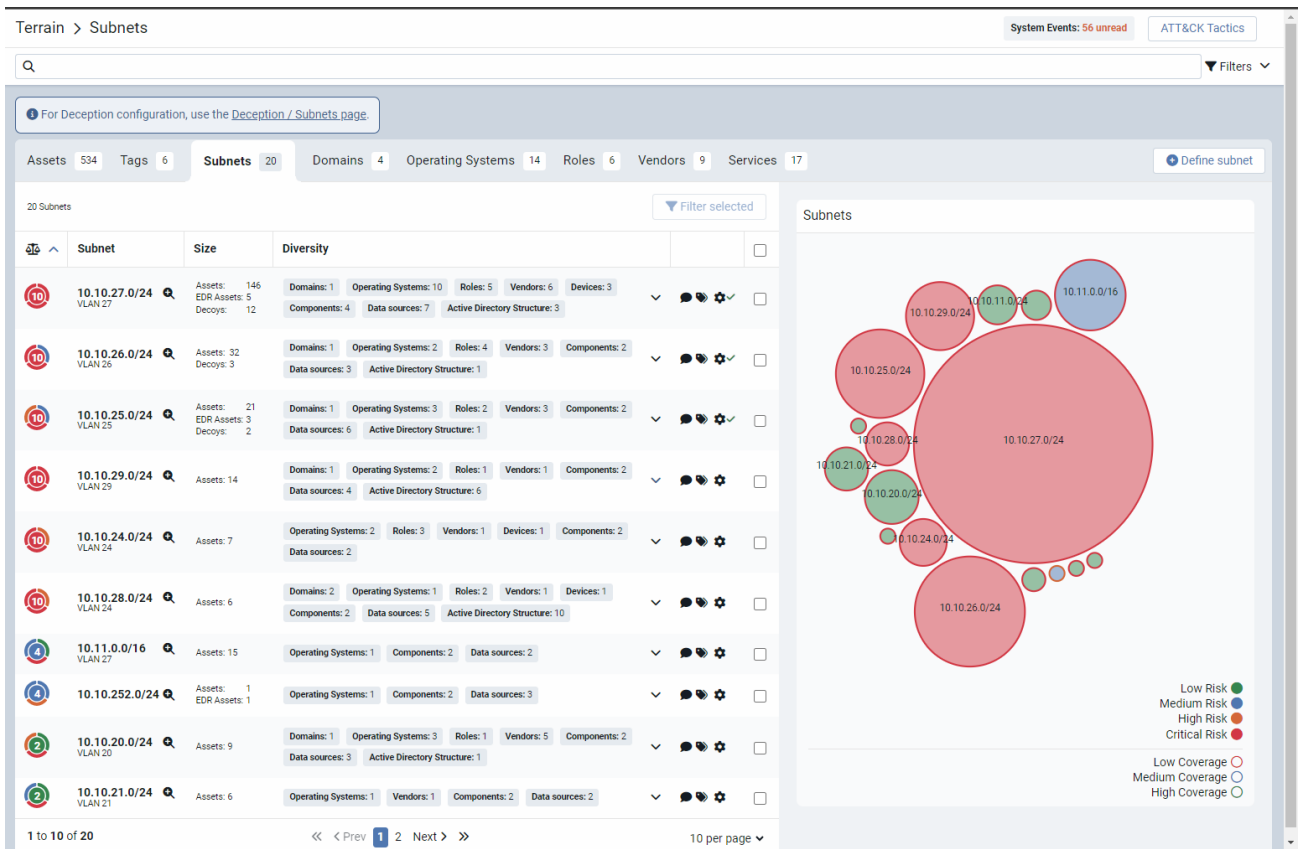 Terrain > Subnets
System Events: 56 unread
ATT&CK Tactics
Filters
For Deception configuration, use the Deception / Subnets page.
Assets 534 Tags 6 Subnets 20 Domains 4 Operating Systems 14 Roles 6 Vendors 9 Services 17
Define subnet
20 Subnets
Filter selected
Subnet Size Diversity
10 10.10.27.0/24 Assets: 146 Domains: 1 Operating Systems: 10 Roles: 5 Vendors: 6 Devices: 3
VLAN 27 EDR Assets: 5 Components: 4 Data sources: 7 Active Directory Structure: 3
Decoys: 12
10 10.10.26.0/24 Assets: 32 Domains: 1 Operating Systems: 2 Roles: 4 Vendors: 3 Components: 2
VLAN 26 Decoys: 3 Data sources: 3 Active Directory Structure: 1
10 10.10.25.0/24 Assets: 21 Domains: 1 Operating Systems: 3 Roles: 2 Vendors: 3 Components: 2
VLAN 25 EDR Assets: 3 Data sources: 6 Active Directory Structure: 1
Decoys: 2
10 10.10.29.0/24 Assets: 14 Domains: 1 Operating Systems: 2 Roles: 1 Vendors: 1 Components: 2
VLAN 29 Data sources: 4 Active Directory Structure: 6
10 10.10.24.0/24 Assets: 7 Operating Systems: 2 Roles: 3 Vendors: 1 Devices: 1 Components: 2
VLAN 24 Data sources: 2
10 10.10.28.0/24 Assets: 6 Domains: 2 Operating Systems: 1 Roles: 2 Vendors: 1 Devices: 1
VLAN 24 Components: 2 Data sources: 5 Active Directory Structure: 10
4 10.11.0.0/16 Assets: 15 Operating Systems: 1 Components: 2 Data sources: 2
VLAN 27
4 10.10.252.0/24 Assets: 1 Operating Systems: 1 Components: 2 Data sources: 3
EDR Assets: 1
2 10.10.20.0/24 Assets: 9 Domains: 1 Operating Systems: 3 Roles: 1 Vendors: 5 Components: 2
VLAN 20 Data sources: 3 Active Directory Structure: 1
2 10.10.21.0/24 Assets: 6 Operating Systems: 1 Vendors: 1 Components: 2 Data sources: 2
VLAN 21
1 to 10 of 20
Prev 1 2 Next
10 per page
Subnets
10.11.0.0/16
10.10.11.0/24
10.10.29.0/24
10.10.25.0/24
10.10.28.0/24
10.10.27.0/24
10.10.21.0/24
10.10.20.0/24
10.10.24.0/24
10.10.26.0/24
Low Risk
Medium Risk
High Risk
Critical Risk
Low Coverage
Medium Coverage
High Coverage